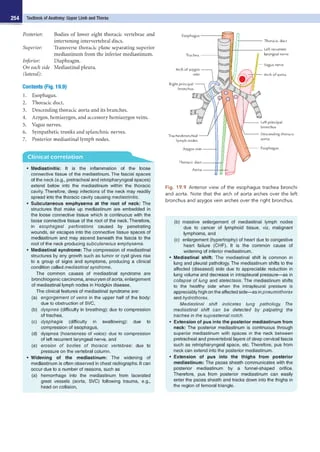 254 Textbook of Anatomy: Upper Limb and Thorax
Posterior: Bodies of lower eight thoracic vertebrae and
intervening intervertebral discs.
Superior: Transverse thoracic plane separating superior
mediastinum from the inferior mediastinum.
Inferior: Diaphragm.
On each side Mediastinal pleura.
(lateral):
Contents (Fig. 19.9)
1. Esophagus.
2. Thoracic duct.
3. Descending thoracic aorta and its branches.
4. Azygos, hemiazygos, and accessory hemiazygos veins.
5. Vagus nerves.
6. Sympathetic trunks and splanchnic nerves.
7. Posterior mediastinal lymph nodes.
Clinical correlation
• Mediastinitis: It is the inflammation of the loose
connective tissue of the mediastinum. The fascial spaces
of the neck (e.g., pretracheal and retropharyngeal spaces)
extend below into the mediastinum within the thoracic
cavity. Therefore, deep infections of the neck may readily
spread into the thoracic cavity causing mediastinitis.
• Subcutaneous emphysema at the root of neck: The
structures that make up mediastinum are embedded in
the loose connective tissue which is continuous with the
loose connective tissue of the root of the neck. Therefore,
in esophageal perforations caused by penetrating
wounds, air escapes into the connective tissue spaces of
mediastinum and may ascend beneath the fascia to the
root of the neck producing subcutaneous emphysema.
• Mediastinal syndrome: The compression of mediastinal
structures by any growth such as tumor or cyst gives rise
to a group of signs and symptoms, producing a clinical
condition called mediastinal syndrome.
The common causes of mediastinal syndrome are
bronchogenic carcinoma, aneurysm of aorta, enlargement
of mediastinal lymph nodes in Hodgkin disease.
The clinical features of mediastinal syndrome are:
(a) engorgement of veins in the upper half of the body:
due to obstruction of SVC,
(b) dyspnea (difficulty in breathing): due to compression
of trachea,
(c) dysphagia (difficulty in swallowing): due to
compression of esophagus,
(d) dysphonia (hoarseness of voice): due to compression
of left recurrent laryngeal nerve, and
(e) erosion of bodies of thoracic vertebrae: due to
pressure on the vertebral column.
• Widening of the mediastinum: The widening of
mediastinum is often observed in chest radiographs. It can
occur due to a number of reasons, such as
(a) hemorrhage into the mediastinum from lacerated
great vessels (aorta, SVC) following trauma, e.g.,
head on collision,
Esophagus
Trachea
Arch of azygos
vein
Right principal
bronchus
Tracheobronchial
lymph nodes
Azygos vein
Thoracic duct
Aorta
Thoracic duct
Left recurrent
laryngeal nerve
Vagus nerve
Arch of aorta
Left principal
bronchus
Descending thoracic
aorta
Esophagus
Fig. 19.9 Anterior view of the esophagus trachea bronchi
and aorta. Note that the arch of aorta arches over the left
bronchus and azygos vein arches over the right bronchus.
(b) massive enlargement of mediastinal lymph nodes
due to cancer of lymphoid tissue, viz, malignant
lymphoma, and
(c) enlargement (hypertrophy) of heart due to congestive
heart failure (CHF). It is the common cause of
widening of inferior mediastinum.
• Mediastinal shift: The mediastinal shift is common in
lung and pleural pathology. The mediastinum shifts to the
affected (diseased) side due to appreciable reduction in
lung volume and decrease in intrapleural pressure—as in
collapse of lung and atelectasis. The mediastinum shifts
to the healthy side when the intrapleural pressure is
appreciably high on the affected side—as in pneumothorax
and hydrothorax.
Mediastinal shift indicates lung pathology. The
mediastinal shift can be detected by palpating the
trachea in the suprasternal notch.
• Extension of pus into the posterior mediastinum from
neck: The posterior mediastinum is continuous through
superior mediastinum with spaces in the neck between
pretracheal and prevertebral layers of deep cervical fascia
such as retropharyngeal space, etc. Therefore, pus from
neck can extend into the posterior mediastinum.
• Extension of pus into the thighs from posterior
mediastinum: The psoas sheath communicates with the
posterior mediastinum by a funnel-shaped orifice.
Therefore, pus from posterior mediastinum can easily
enter the psoas sheath and tracks down into the thighs in
the region of femoral triangle.